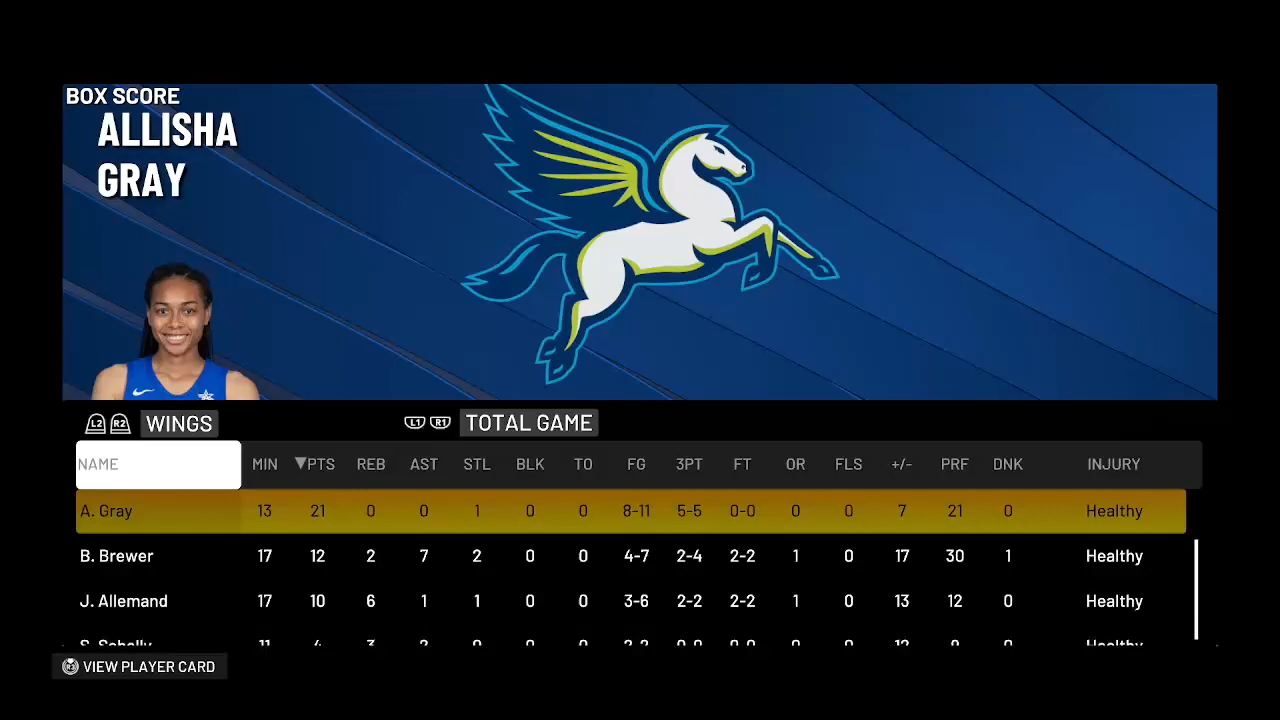 BOX SCORE
ALLISHA
GRAY
L2 R2 WINGS L1 R1 TOTAL GAME
NAME MIN ▼PTS REB AST STL BLK TO FG 3PT FT OR FLS +/- PRF DNK INJURY
A. Gray 13 21 0 0 1 0 0 8-11 5-5 0-0 0 0 7 21 0 Healthy
B. Brewer 17 12 2 7 2 0 0 4-7 2-4 2-2 1 0 17 30 1 Healthy
J. Allemand 17 10 6 1 1 0 0 3-6 2-2 2-2 1 0 13 12 0 Healthy
VIEW PLAYER CARD